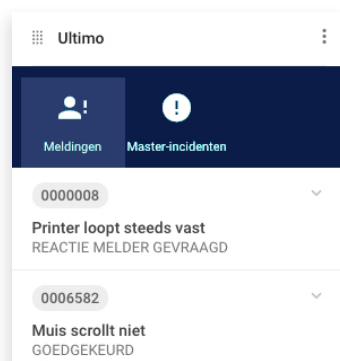 Ultimo
Meldingen
Master-incidenten
0000008
Printer loopt steeds vast
REACTIE MELDER GEVRAAGD
0006582
Muis scrollt niet
GOEDGEKEURD